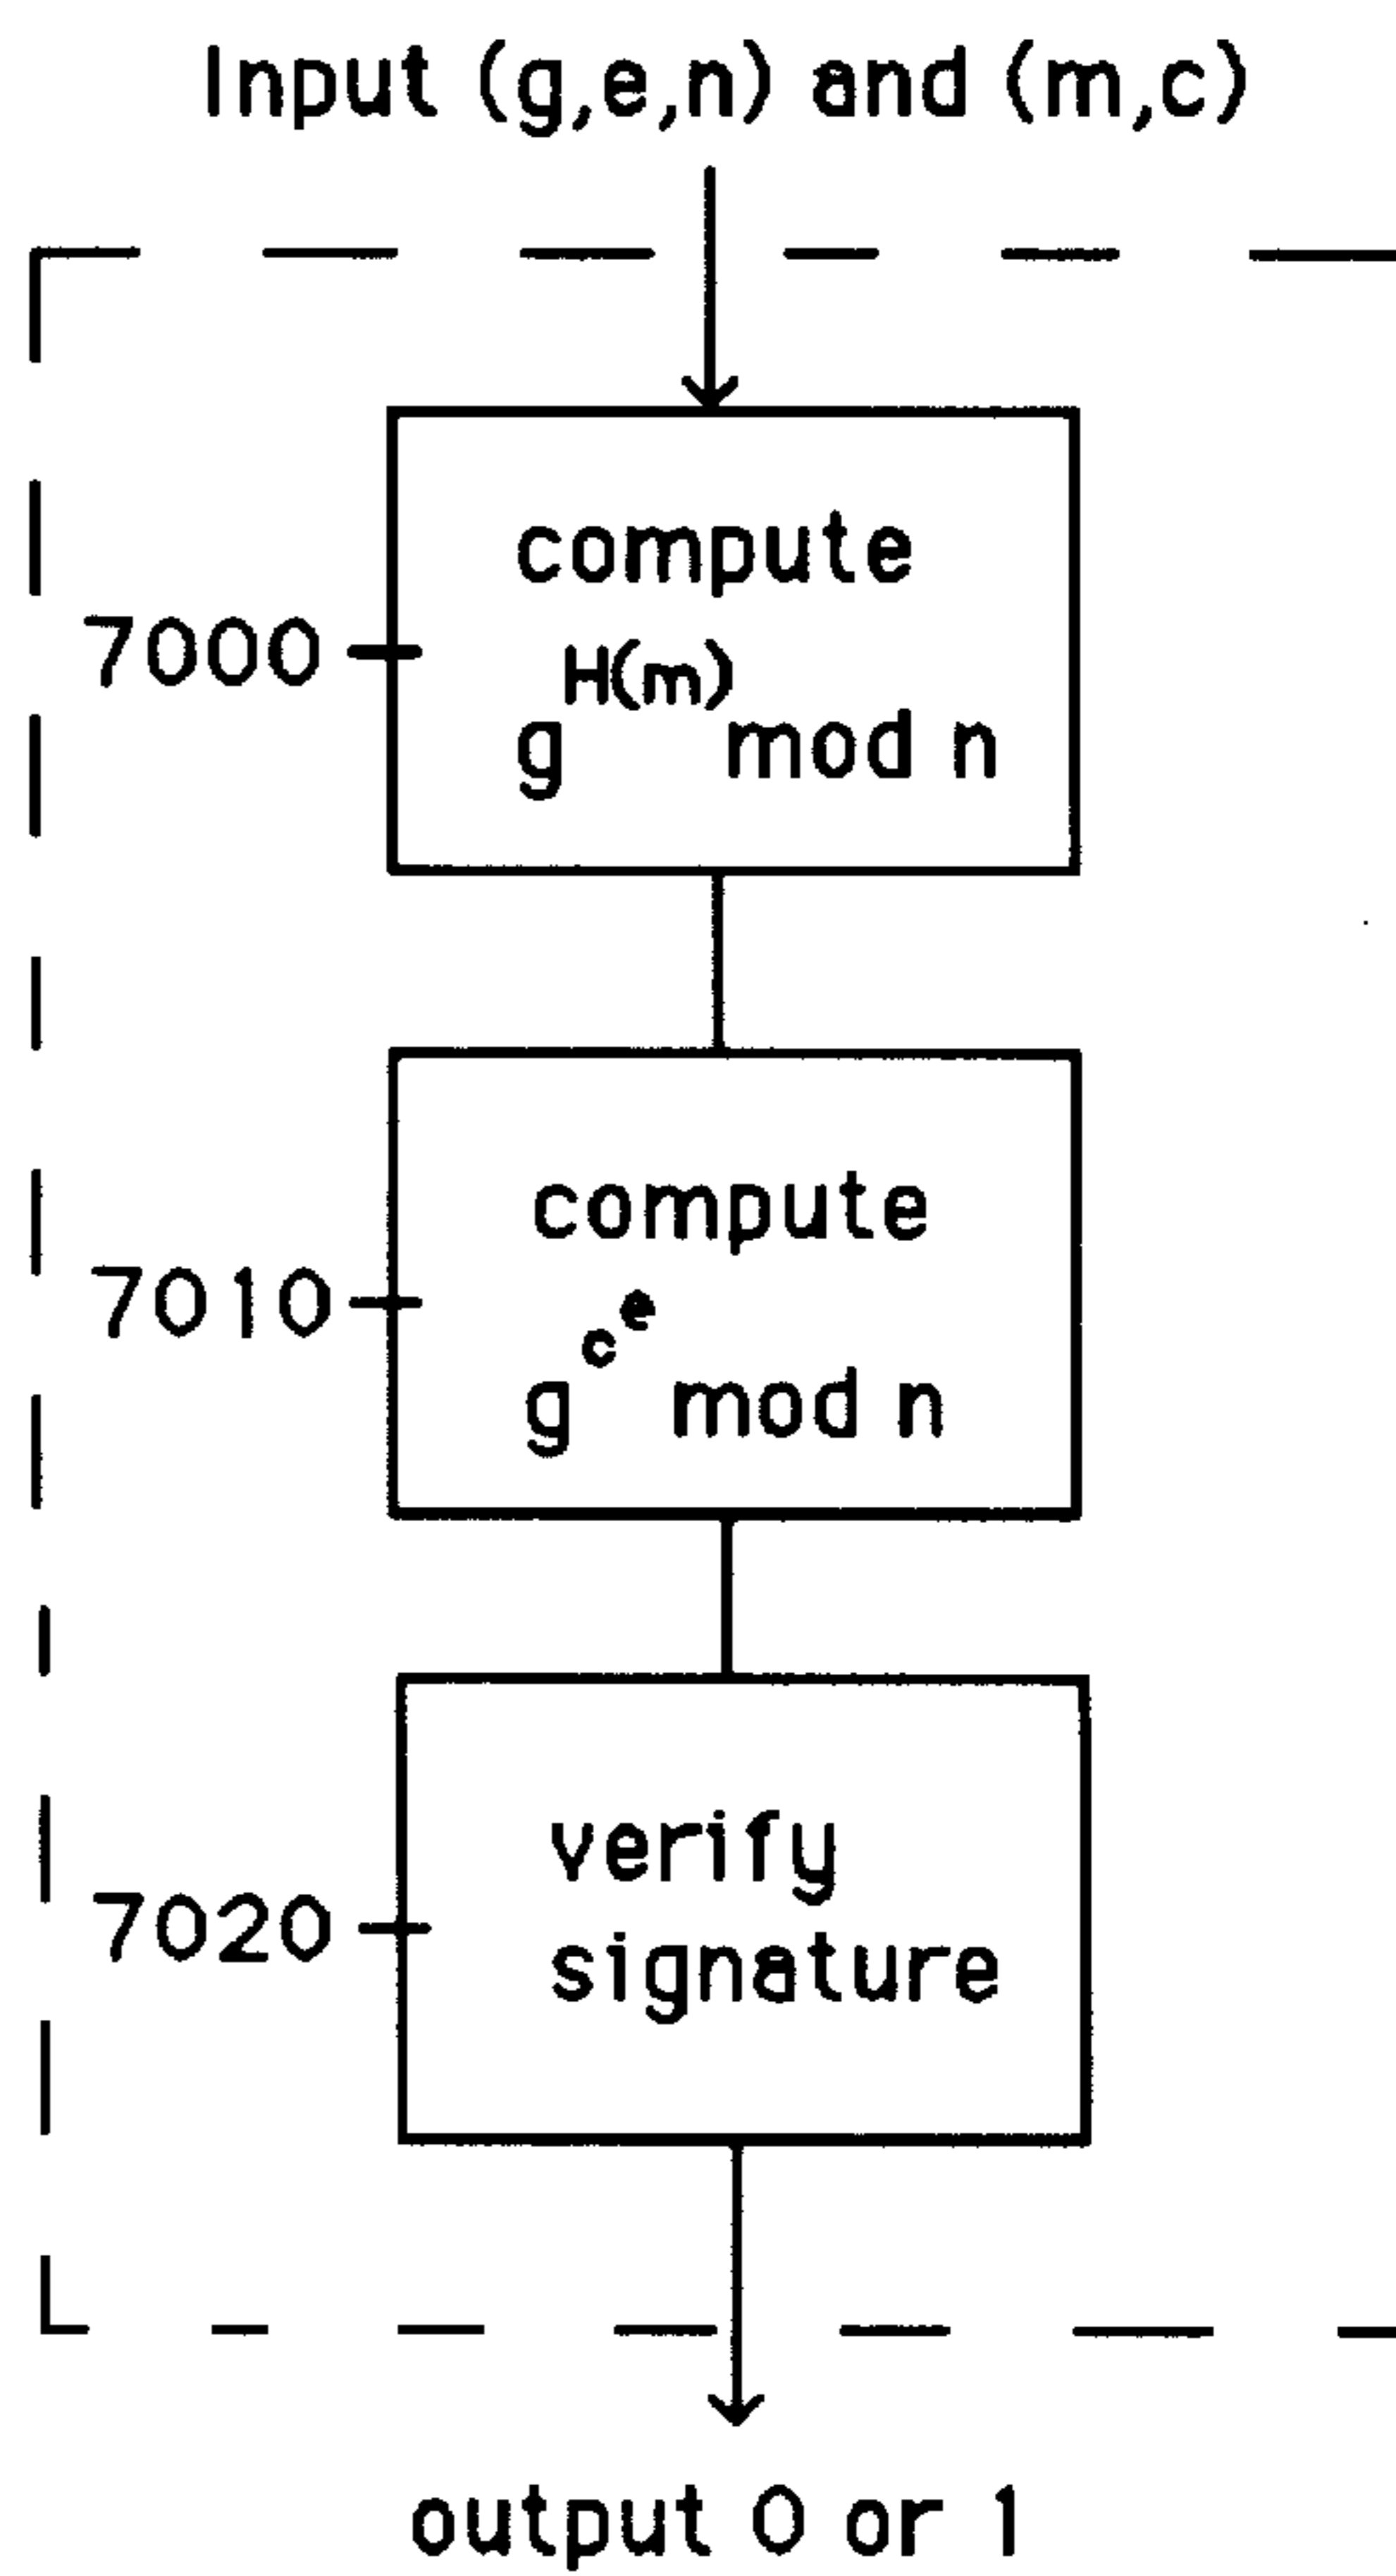 Input (g,e,n) and (m,c)
compute
7000
H(m)
g mod n
compute
7010
c e
g mod n
verify
7020
signature
output 0 or 1